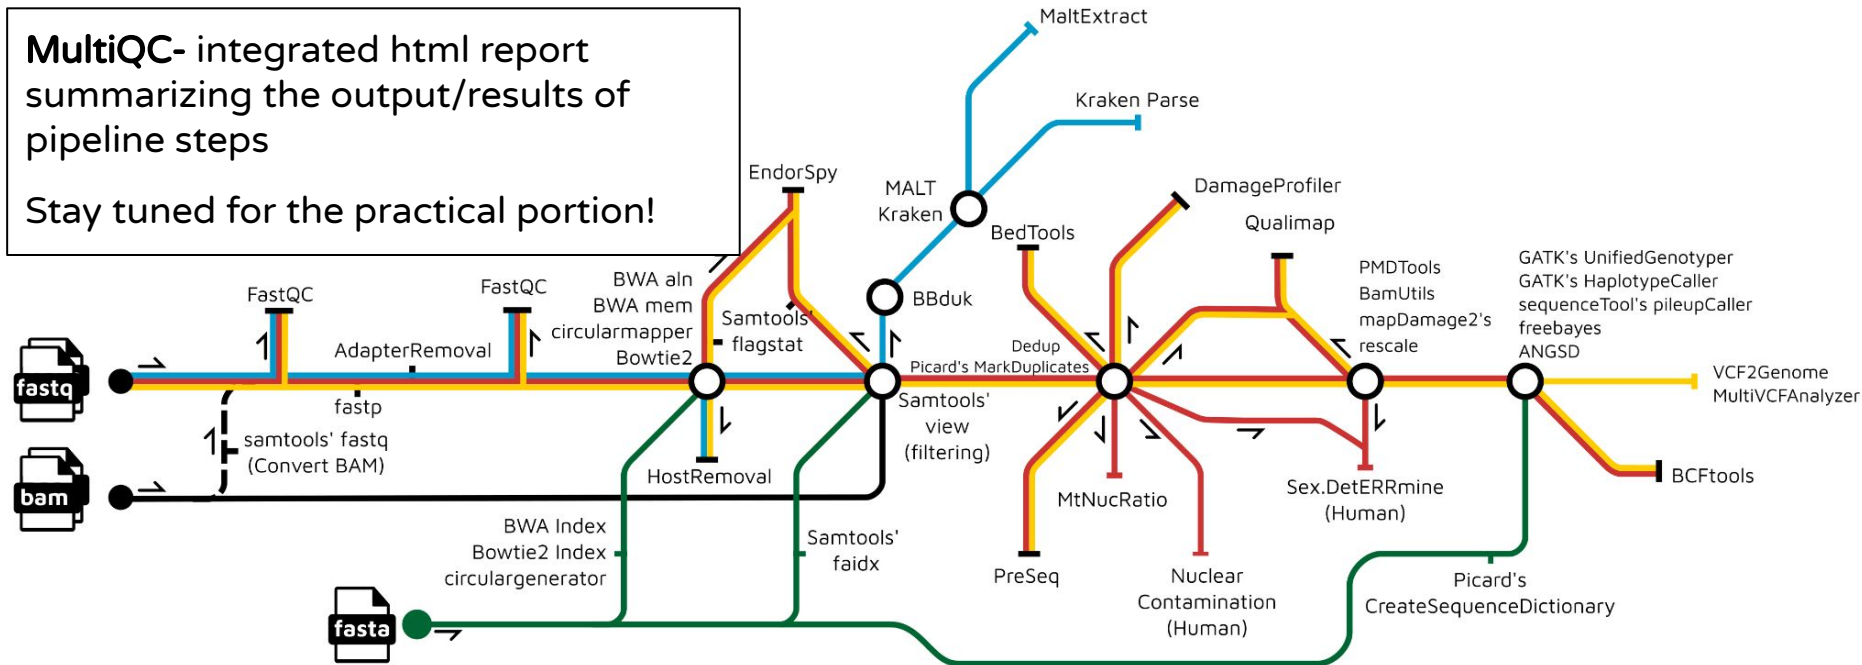 MultiQC- integrated html report
summarizing the output/results of
pipeline steps
Stay tuned for the practical portion!
MaltExtract
Kraken Parse
EndorSpy
MALT
Kraken
DamageProfiler
Qualimap
BedTools
BBduk
FastQC
FastQC
BWA aln
BWA mem
circularmapper
Bowtie2
Samtools'
flagstat
PMDTools
BamUtils
mapDamage2's
rescale
GATK's UnifiedGenotyper
GATK's HaplotypeCaller
sequenceTool's pileupCaller
freebayes
ANGSD
AdapterRemoval
Dedup
Picard's MarkDuplicates
fastq
fastp
VCF2Genome
MultiVCFAnalyzer
Samtools'
view
(filtering)
samtools' fastq
(Convert BAM)
bam
HostRemoval
MtNucRatio
Sex.DetERRmine
(Human)
BCFtools
BWA Index
Bowtie2 Index
circulargenerator
Samtools'
faidx
PreSeq
Nuclear
Contamination
(Human)
Picard's
CreateSequenceDictionary
fasta